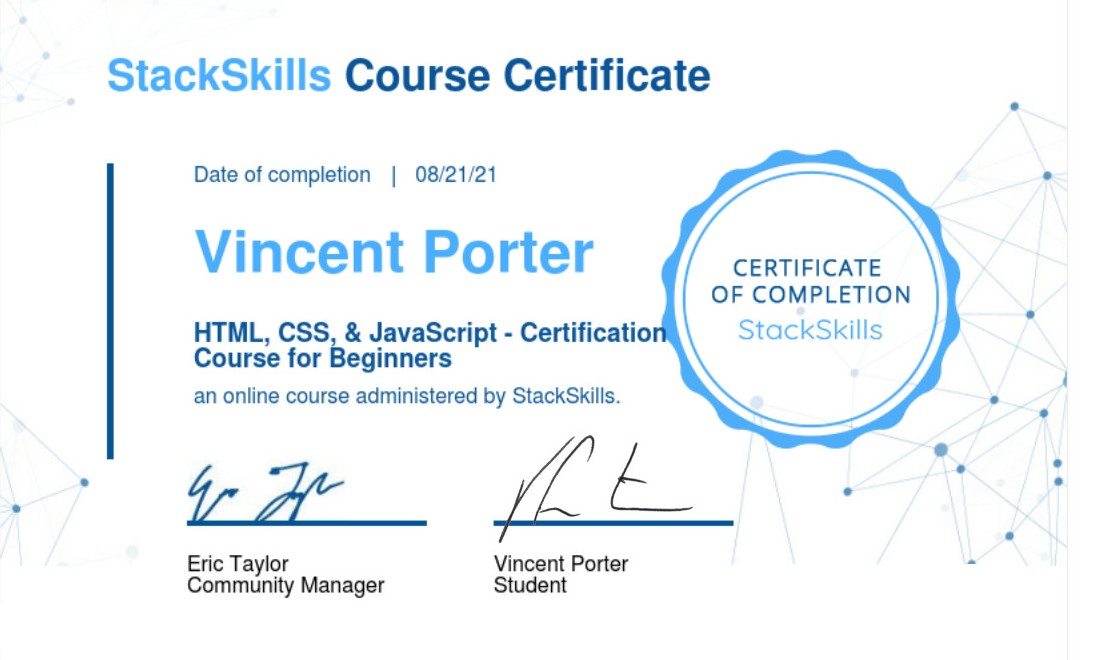 StackSkills Course Certificate
Date of completion | 08/21/21
Vincent Porter
HTML, CSS, & JavaScript - Certification
Course for Beginners
an online course administered by StackSkills.
CERTIFICATE
OF COMPLETION
StackSkills
Eric Taylor
Community Manager
Vincent Porter
Student